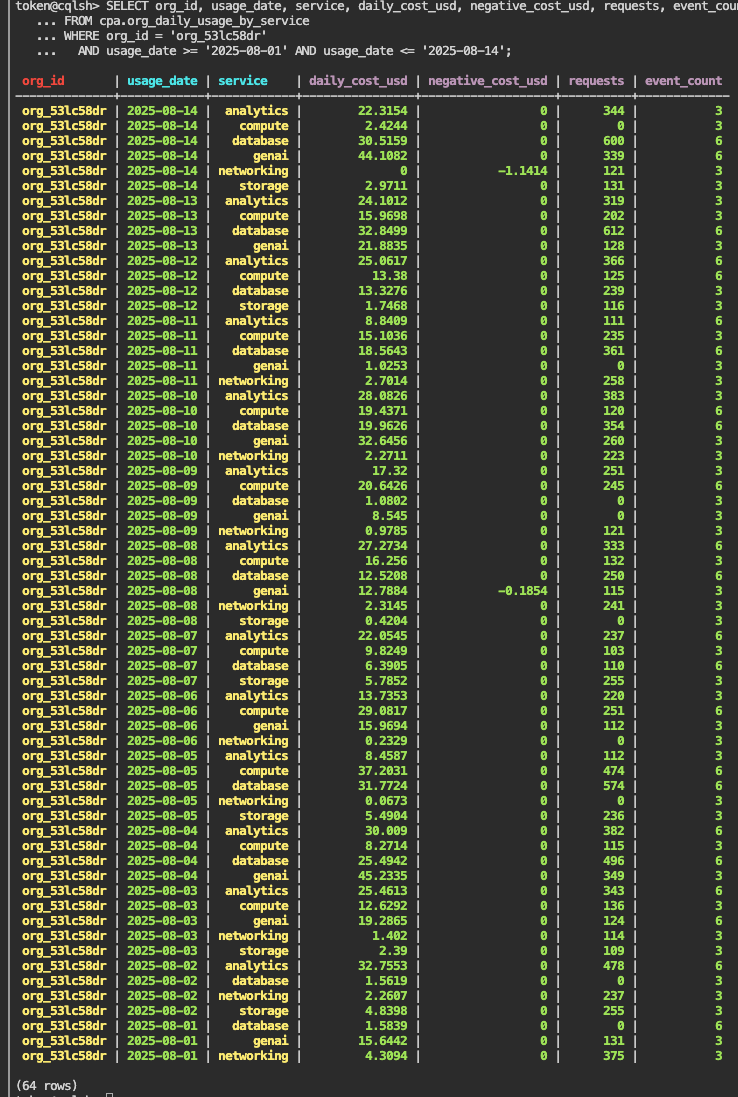 token@cqlsh> SELECT org_id, usage_date, service, daily_cost_usd, negative_cost_usd, requests, event_cou
... FROM cpa.org_daily_usage_by_service
... WHERE org_id = 'org_53lc58dr'
... AND usage_date >= '2025-08-01' AND usage_date <= '2025-08-14';
org_id | usage_date | service | daily_cost_usd | negative_cost_usd | requests | event_count
org_53lc58dr | 2025-08-14 | analytics | 22.3154 | 0 | 344 | 3
org_53lc58dr | 2025-08-14 | compute | 2.4244 | 0 | 0 | 3
org_53lc58dr | 2025-08-14 | database | 30.5159 | 0 | 600 | 6
org_53lc58dr | 2025-08-14 | genai | 44.1082 | 0 | 339 | 6
org_53lc58dr | 2025-08-14 | networking | 0 | -1.1414 | 121 | 3
org_53lc58dr | 2025-08-14 | storage | 2.9711 | 0 | 131 | 3
org_53lc58dr | 2025-08-13 | analytics | 24.1012 | 0 | 319 | 3
org_53lc58dr | 2025-08-13 | compute | 15.9698 | 0 | 202 | 3
org_53lc58dr | 2025-08-13 | database | 32.8499 | 0 | 612 | 6
org_53lc58dr | 2025-08-13 | genai | 21.8835 | 0 | 128 | 3
org_53lc58dr | 2025-08-12 | analytics | 25.0617 | 0 | 366 | 6
org_53lc58dr | 2025-08-12 | compute | 13.38 | 0 | 125 | 6
org_53lc58dr | 2025-08-12 | database | 13.3276 | 0 | 239 | 3
org_53lc58dr | 2025-08-12 | storage | 1.7468 | 0 | 116 | 3
org_53lc58dr | 2025-08-11 | analytics | 8.8409 | 0 | 111 | 6
org_53lc58dr | 2025-08-11 | compute | 15.1036 | 0 | 235 | 3
org_53lc58dr | 2025-08-11 | database | 18.5643 | 0 | 361 | 6
org_53lc58dr | 2025-08-11 | genai | 1.0253 | 0 | 0 | 3
org_53lc58dr | 2025-08-11 | networking | 2.7014 | 0 | 258 | 3
org_53lc58dr | 2025-08-10 | analytics | 28.0826 | 0 | 383 | 3
org_53lc58dr | 2025-08-10 | compute | 19.4371 | 0 | 120 | 6
org_53lc58dr | 2025-08-10 | database | 19.9626 | 0 | 354 | 6
org_53lc58dr | 2025-08-10 | genai | 32.6456 | 0 | 260 | 3
org_53lc58dr | 2025-08-10 | networking | 2.2711 | 0 | 223 | 3
org_53lc58dr | 2025-08-09 | analytics | 17.32 | 0 | 251 | 3
org_53lc58dr | 2025-08-09 | compute | 20.6426 | 0 | 245 | 6
org_53lc58dr | 2025-08-09 | database | 1.0802 | 0 | 0 | 3
org_53lc58dr | 2025-08-09 | genai | 8.545 | 0 | 0 | 3
org_53lc58dr | 2025-08-09 | networking | 0.9785 | 0 | 121 | 3
org_53lc58dr | 2025-08-08 | analytics | 27.2734 | 0 | 333 | 6
org_53lc58dr | 2025-08-08 | compute | 16.256 | 0 | 132 | 3
org_53lc58dr | 2025-08-08 | database | 12.5208 | 0 | 250 | 6
org_53lc58dr | 2025-08-08 | genai | 12.7884 | -0.1854 | 115 | 3
org_53lc58dr | 2025-08-08 | networking | 2.3145 | 0 | 241 | 3
org_53lc58dr | 2025-08-08 | storage | 0.4204 | 0 | 0 | 3
org_53lc58dr | 2025-08-07 | analytics | 22.0545 | 0 | 237 | 6
org_53lc58dr | 2025-08-07 | compute | 9.8249 | 0 | 103 | 3
org_53lc58dr | 2025-08-07 | database | 6.3905 | 0 | 110 | 3
org_53lc58dr | 2025-08-07 | storage | 5.7852 | 0 | 255 | 3
org_53lc58dr | 2025-08-06 | analytics | 13.7353 | 0 | 220 | 3
org_53lc58dr | 2025-08-06 | compute | 29.0817 | 0 | 251 | 6
org_53lc58dr | 2025-08-06 | genai | 15.9694 | 0 | 112 | 3
org_53lc58dr | 2025-08-06 | networking | 0.2329 | 0 | 0 | 3
org_53lc58dr | 2025-08-05 | analytics | 8.4587 | 0 | 112 | 3
org_53lc58dr | 2025-08-05 | compute | 37.2031 | 0 | 474 | 6
org_53lc58dr | 2025-08-05 | database | 31.7724 | 0 | 574 | 6
org_53lc58dr | 2025-08-05 | networking | 0.0673 | 0 | 0 | 3
org_53lc58dr | 2025-08-05 | storage | 5.4904 | 0 | 236 | 3
org_53lc58dr | 2025-08-04 | analytics | 30.009 | 0 | 382 | 6
org_53lc58dr | 2025-08-04 | compute | 8.2714 | 0 | 115 | 3
org_53lc58dr | 2025-08-04 | database | 25.4942 | 0 | 496 | 6
org_53lc58dr | 2025-08-04 | genai | 45.2335 | 0 | 349 | 3
org_53lc58dr | 2025-08-03 | analytics | 25.4613 | 0 | 343 | 6
org_53lc58dr | 2025-08-03 | compute | 12.6292 | 0 | 136 | 3
org_53lc58dr | 2025-08-03 | genai | 19.2865 | 0 | 124 | 6
org_53lc58dr | 2025-08-03 | networking | 1.402 | 0 | 114 | 3
org_53lc58dr | 2025-08-03 | storage | 2.39 | 0 | 109 | 3
org_53lc58dr | 2025-08-02 | analytics | 32.7553 | 0 | 478 | 6
org_53lc58dr | 2025-08-02 | database | 1.5619 | 0 | 0 | 3
org_53lc58dr | 2025-08-02 | networking | 2.2607 | 0 | 237 | 3
org_53lc58dr | 2025-08-02 | storage | 4.8398 | 0 | 255 | 3
org_53lc58dr | 2025-08-01 | database | 1.5839 | 0 | 0 | 6
org_53lc58dr | 2025-08-01 | genai | 15.6442 | 0 | 131 | 3
org_53lc58dr | 2025-08-01 | networking | 4.3094 | 0 | 375 | 3
(64 rows)